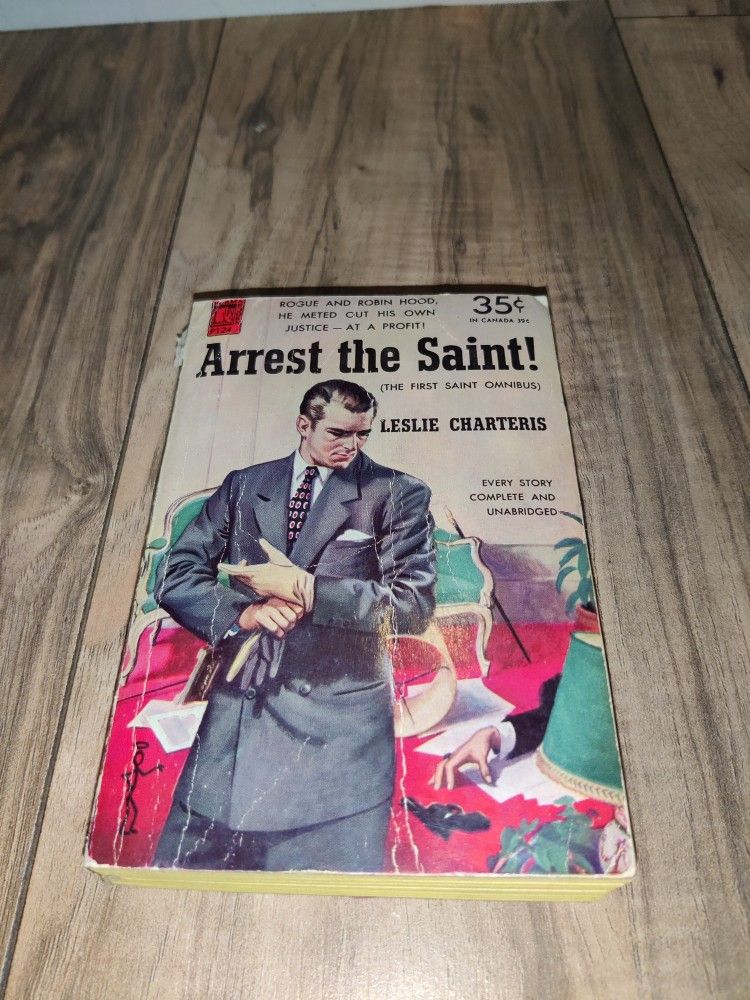 ROGUE AND ROBIN HOOD,
HE METED OUT HIS OWN
JUSTICE — AT A PROFIT!
35¢
IN CANADA 39¢
Arrest the Saint!
(THE FIRST SAINT OMNIBUS)
LESLIE CHARTERIS
EVERY STORY
COMPLETE AND
UNABRIDGED